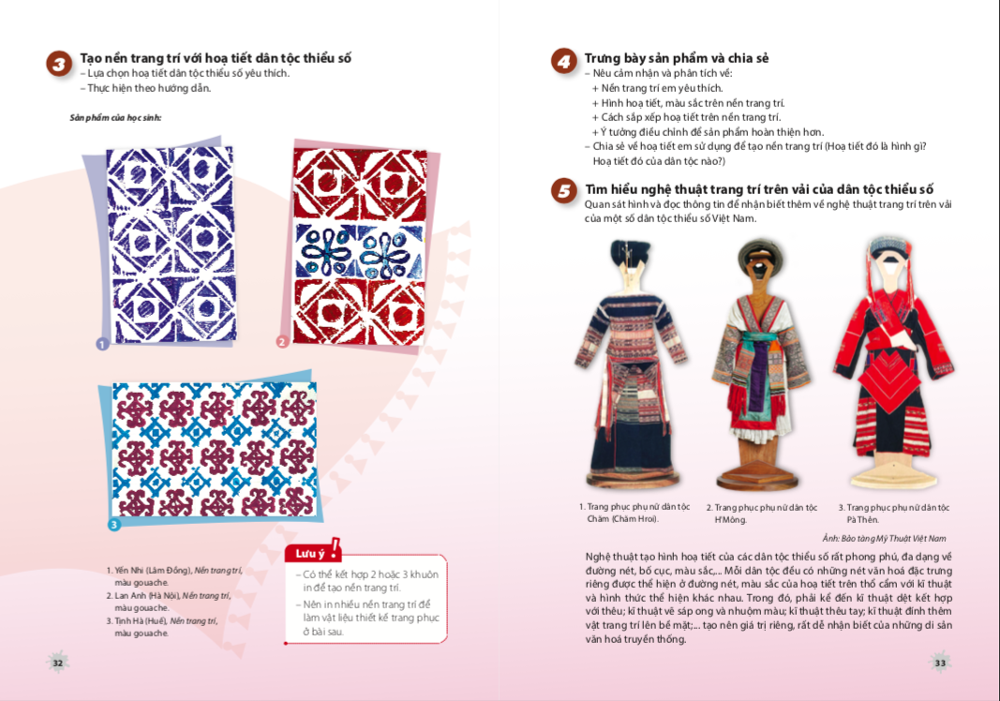 3
Tạo nền trang trí với hoạ tiết dân tộc thiểu số
– Lựa chọn hoạ tiết dân tộc thiểu số yêu thích.
– Thực hiện theo hướng dẫn.
Sản phẩm của học sinh:
1
2
3
1. Yến Nhi (Lâm Đồng), Nền trang trí,
màu gouache.
2. Lan Anh (Hà Nội), Nền trang trí,
màu gouache.
3. Tịnh Hà (Huế), Nền trang trí,
màu gouache.
Lưu ý !
– Có thể kết hợp 2 hoặc 3 khuôn
in để tạo nền trang trí.
– Nên in nhiều nền trang trí để
làm vật liệu thiết kế trang phục
ở bài sau.
32
4
Trưng bày sản phẩm và chia sẻ
– Nêu cảm nhận và phân tích về:
+ Nền trang trí em yêu thích.
+ Hình hoạ tiết, màu sắc trên nền trang trí.
+ Cách sắp xếp hoạ tiết trên nền trang trí.
+ Ý tưởng điều chỉnh để sản phẩm hoàn thiện hơn.
– Chia sẻ về hoạ tiết em sử dụng để tạo nền trang trí (Hoạ tiết đó là hình gì?
Hoạ tiết đó của dân tộc nào?)
5
Tìm hiểu nghệ thuật trang trí trên vải của dân tộc thiểu số
Quan sát hình và đọc thông tin để nhận biết thêm về nghệ thuật trang trí trên vải
của một số dân tộc thiểu số Việt Nam.
1. Trang phục phụ nữ dân tộc
Chăm (Chăm Hroi).
2. Trang phục phụ nữ dân tộc
H'Mông.
3. Trang phục phụ nữ dân tộc
Pà Thẻn.
Ảnh: Bảo tàng Mỹ Thuật Việt Nam
Nghệ thuật tạo hình hoạ tiết của các dân tộc thiểu số rất phong phú, đa dạng về
đường nét, bố cục, màu sắc,... Mỗi dân tộc đều có những nét văn hoá đặc trưng
riêng được thể hiện ở đường nét, màu sắc của hoạ tiết trên thổ cẩm với kĩ thuật
và hình thức thể hiện khác nhau. Trong đó, phải kể đến kĩ thuật dệt kết hợp
với thêu; kĩ thuật vẽ sáp ong và nhuộm màu; kĩ thuật thêu tay; kĩ thuật đính thêm
vật trang trí lên bề mặt;... tạo nên giá trị riêng, rất dễ nhận biết của những di sản
văn hoá truyền thống.
33